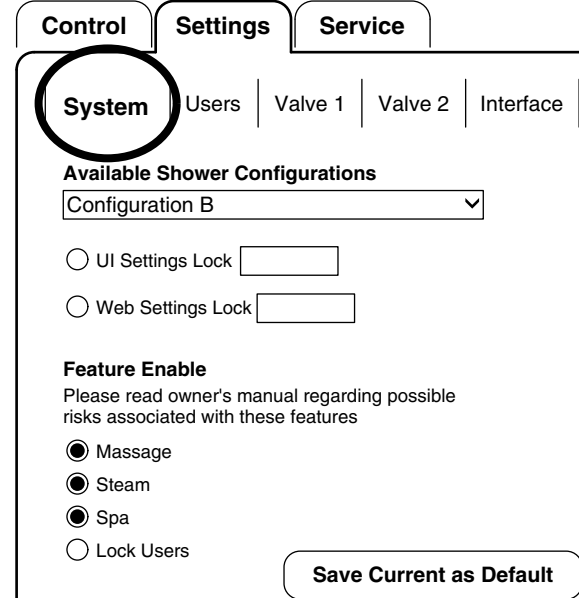 Control Settings Service
System Users Valve 1 Valve 2 Interface
Available Shower Configurations
Configuration B
UI Settings Lock
Web Settings Lock
Feature Enable
Please read owner's manual regarding possible
risks associated with these features
Massage
Steam
Spa
Lock Users
Save Current as Default